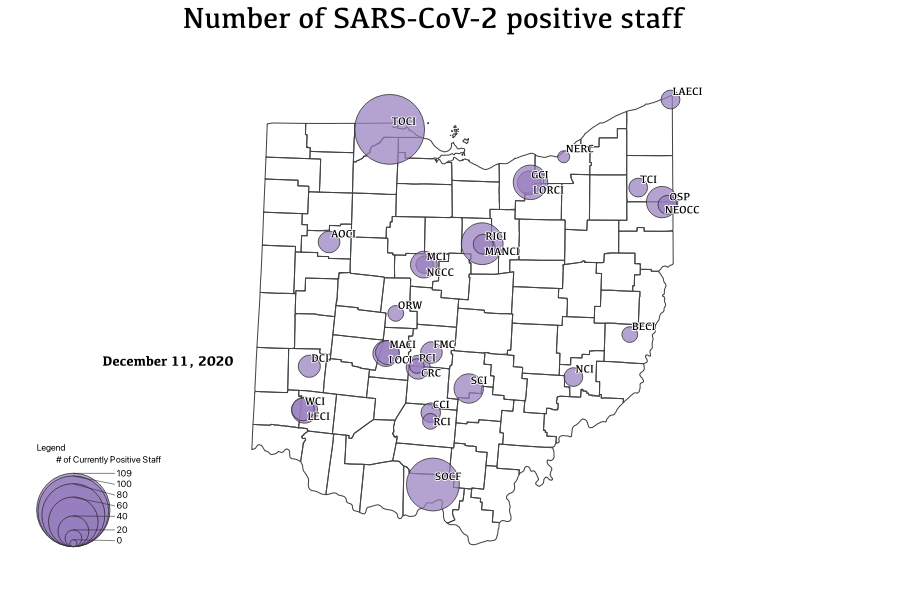 Number of SARS-CoV-2 positive staff
LAECI
TOCI
NERC
GCI
LORCI
TCI
OSP
NEOCC
AOCI
RICI
MANCI
MCI
NCCC
ORW
BECI
MACI
LOCI
FMC
PCI
CRC
December 11, 2020
DCI
NCI
SCI
WCI
LECI
CCI
RCI
SOCF
Legend
# of Currently Positive Staff
109
100
80
60
40
20
0